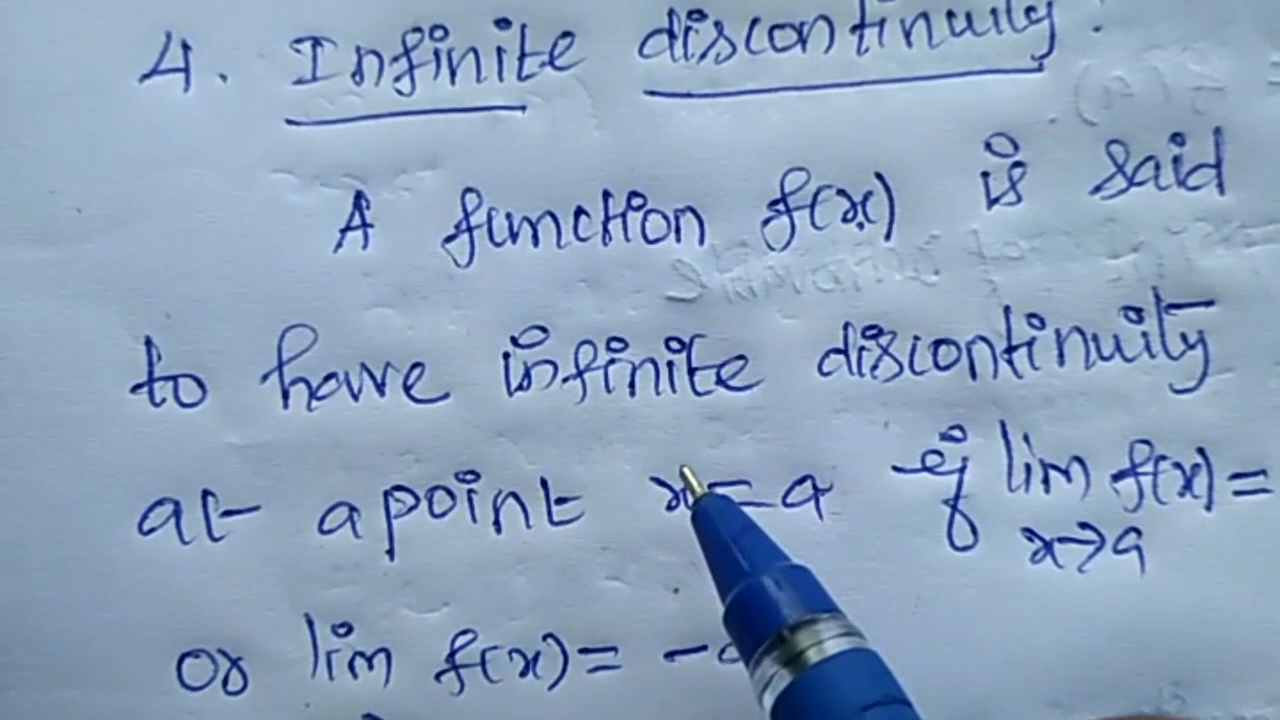 4. Infinite discontinuity:
A function f(x) is said
to have infinite discontinuity
at a point x=a if lim f(x)=
x→a
or lim f(x)= -